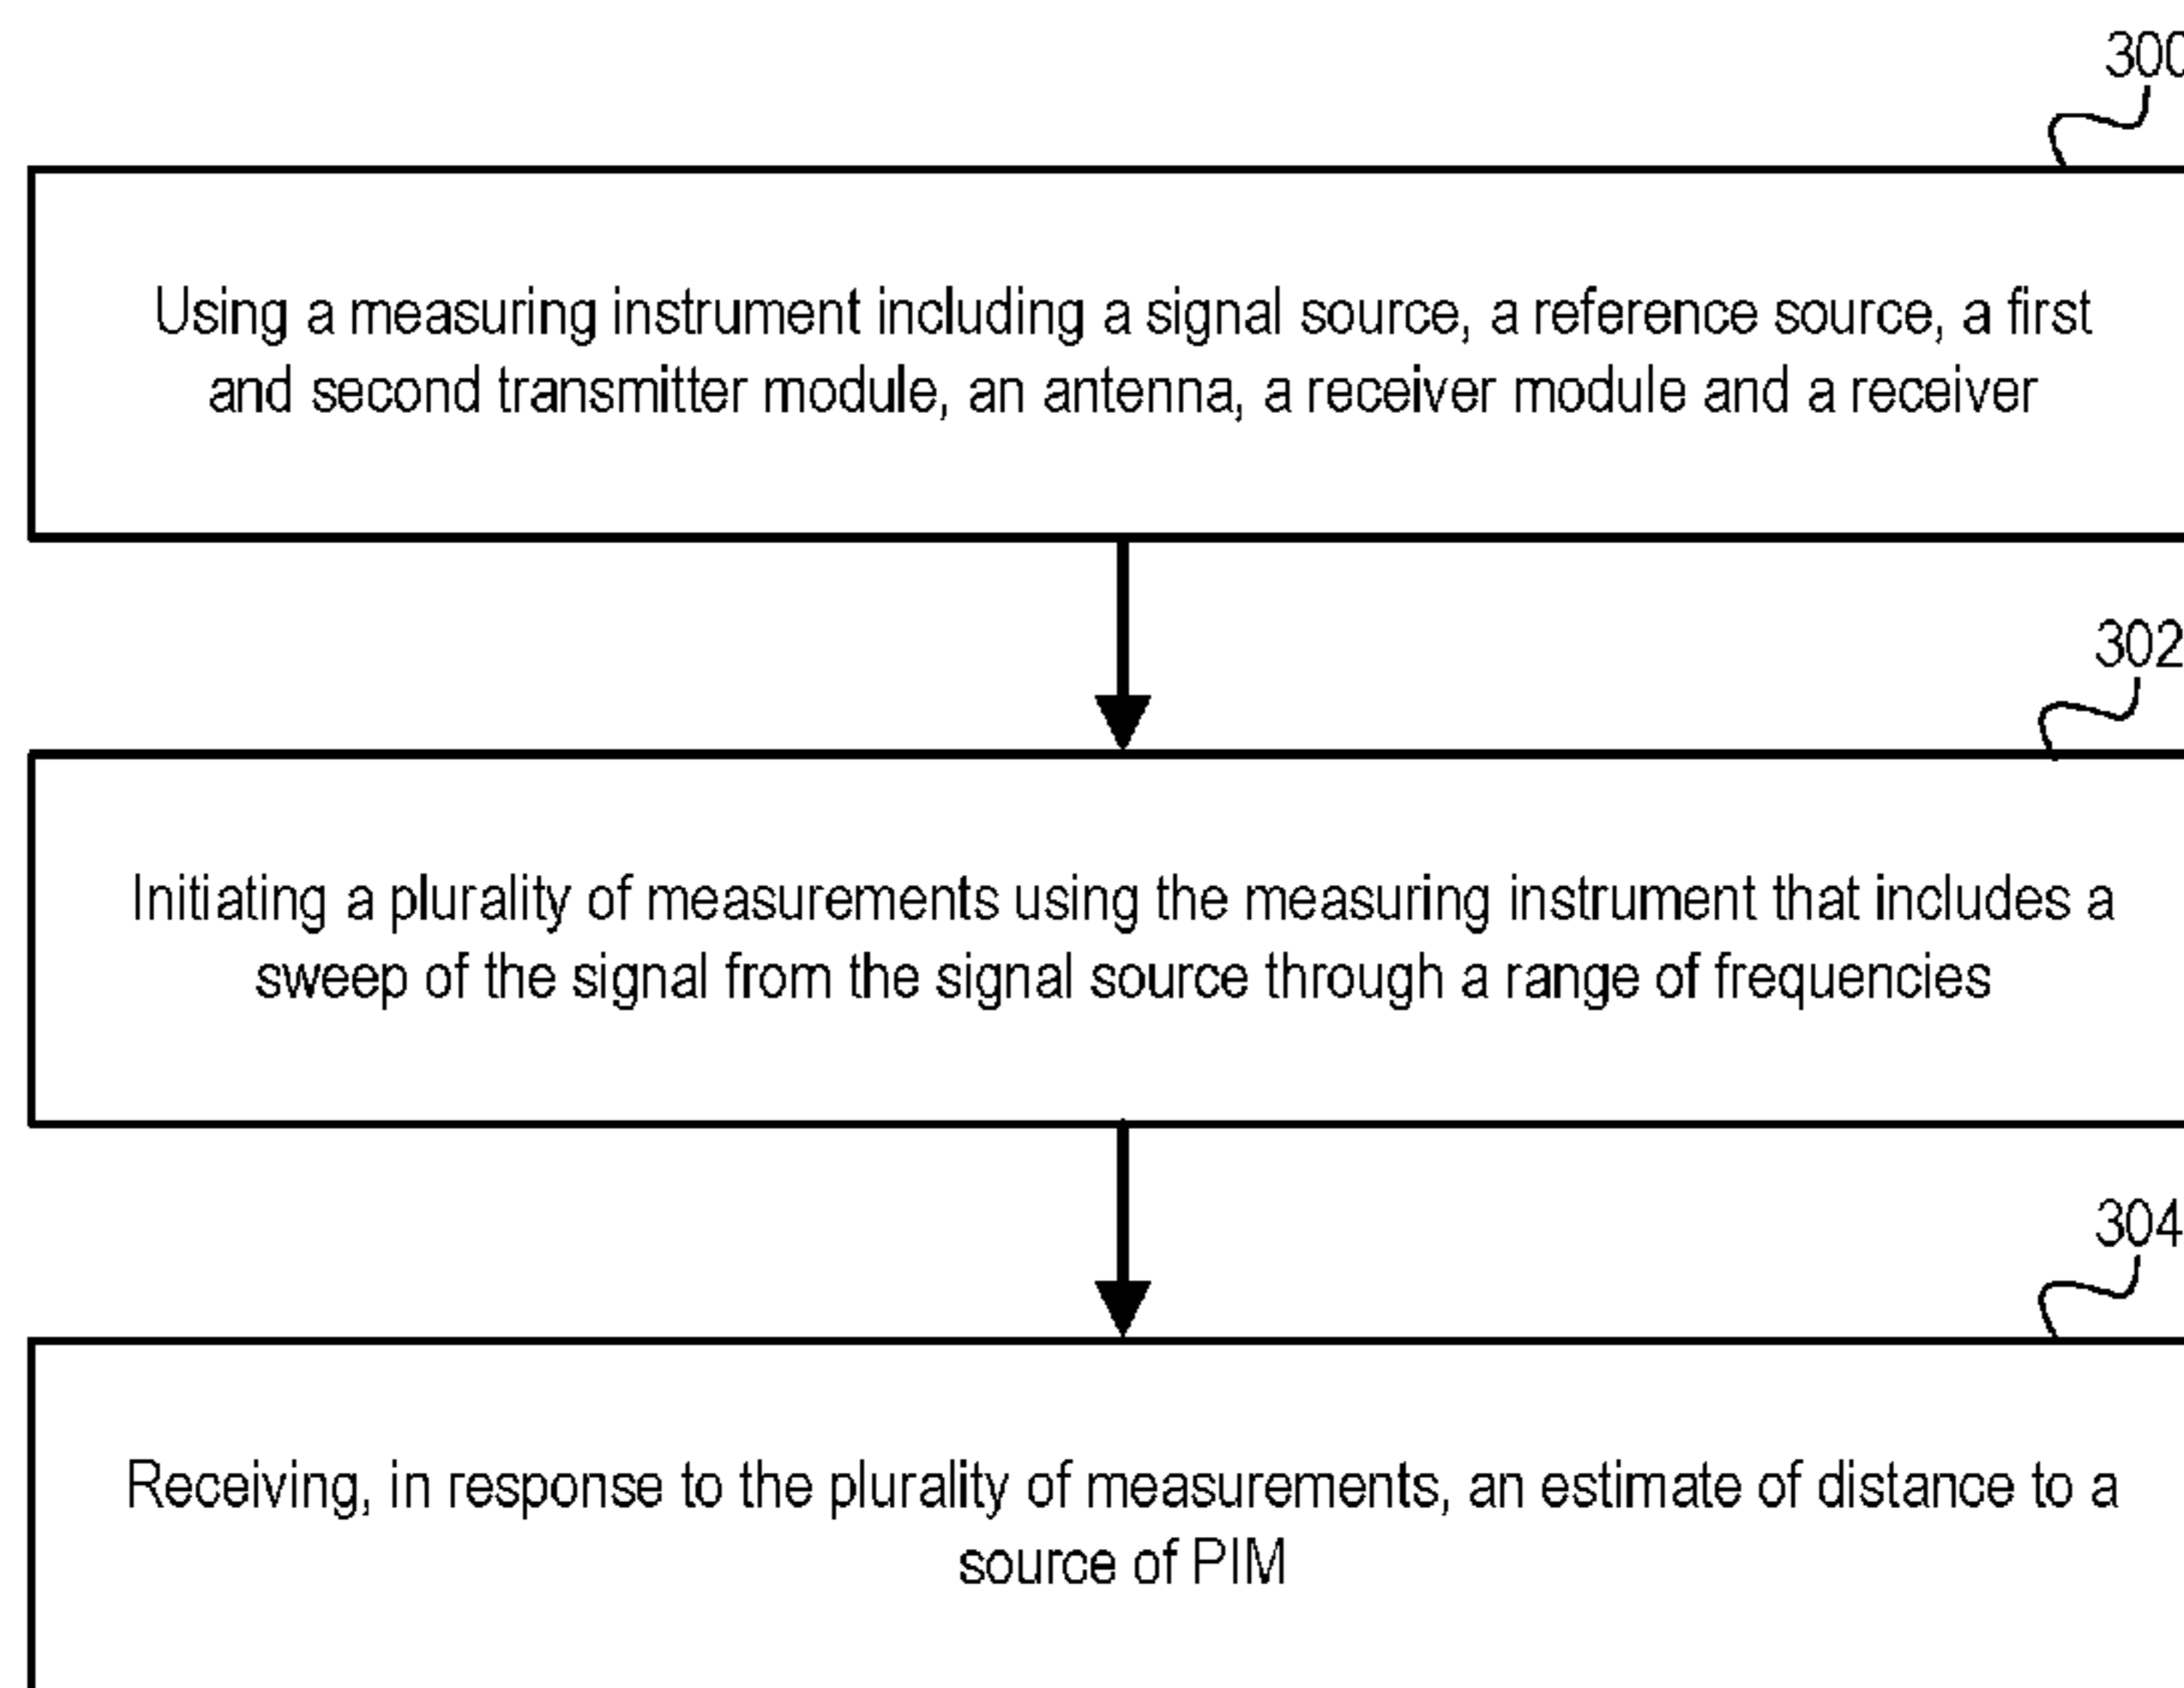 300
Using a measuring instrument including a signal source, a reference source, a first
and second transmitter module, an antenna, a receiver module and a receiver
302
Initiating a plurality of measurements using the measuring instrument that includes a
sweep of the signal from the signal source through a range of frequencies
304
Receiving, in response to the plurality of measurements, an estimate of distance to a
source of PIM